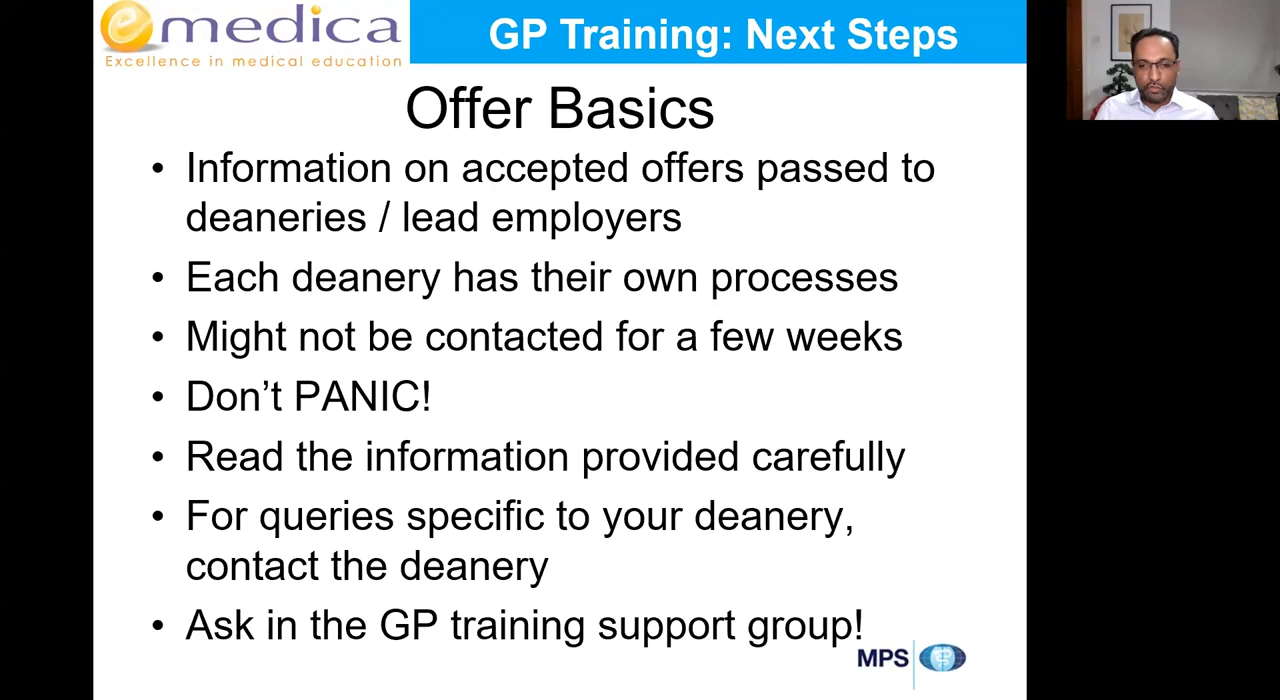 emedica
Excellence in medical education
GP Training: Next Steps
Offer Basics
• Information on accepted offers passed to
deaneries / lead employers
• Each deanery has their own processes
• Might not be contacted for a few weeks
• Don’t PANIC!
• Read the information provided carefully
• For queries specific to your deanery,
contact the deanery
• Ask in the GP training support group!
MPS